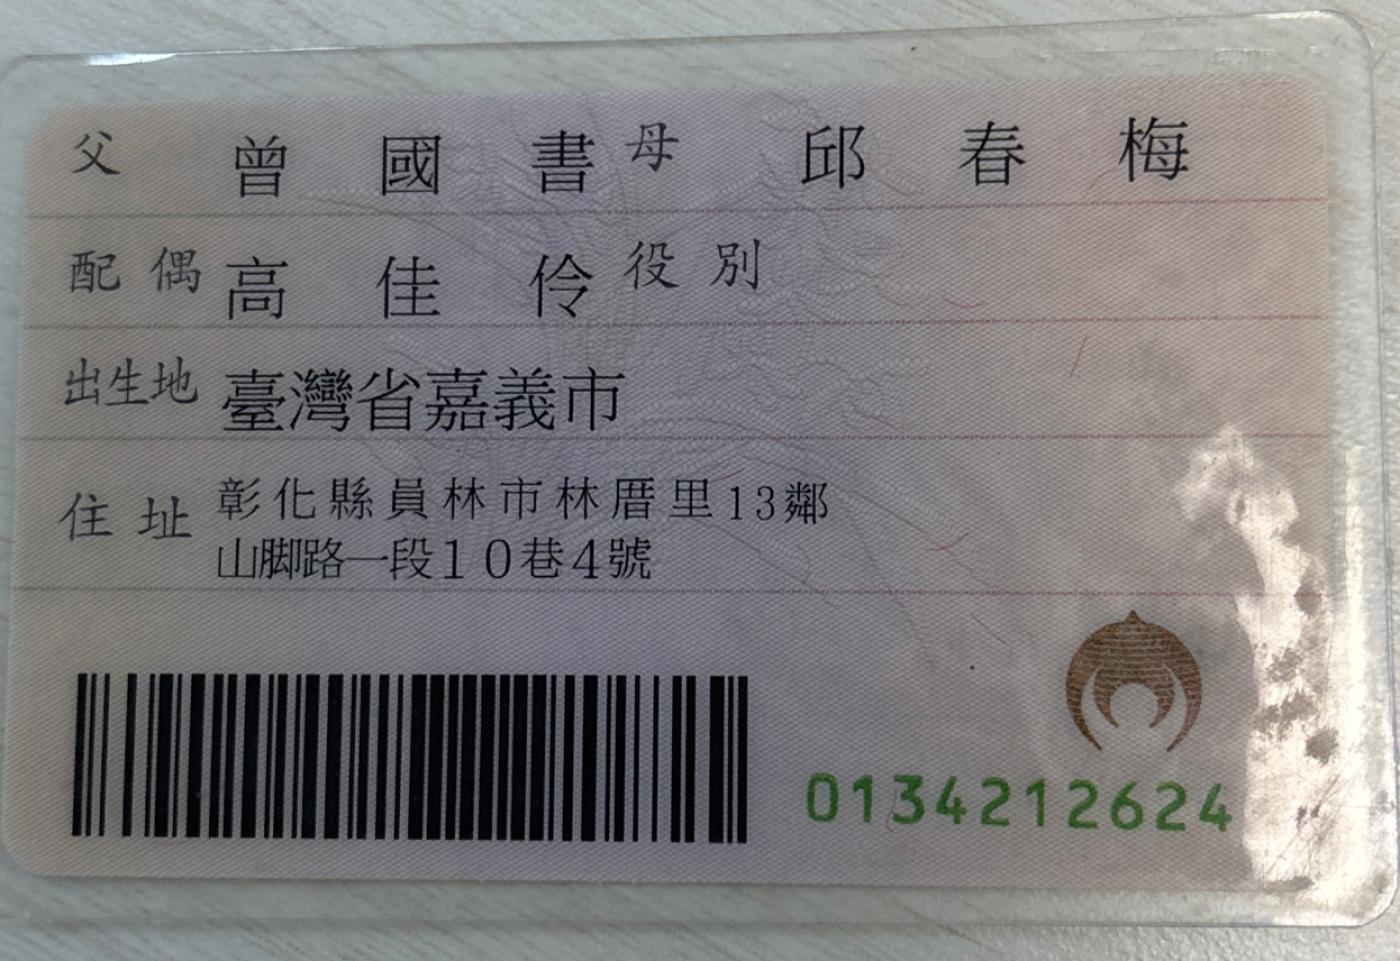 父 曾國書 母 邱春梅
配偶 高佳伶 役別
出生地 臺灣省嘉義市
住址 彰化縣員林市林厝里13鄰
山脚路一段10巷4號
0134212624